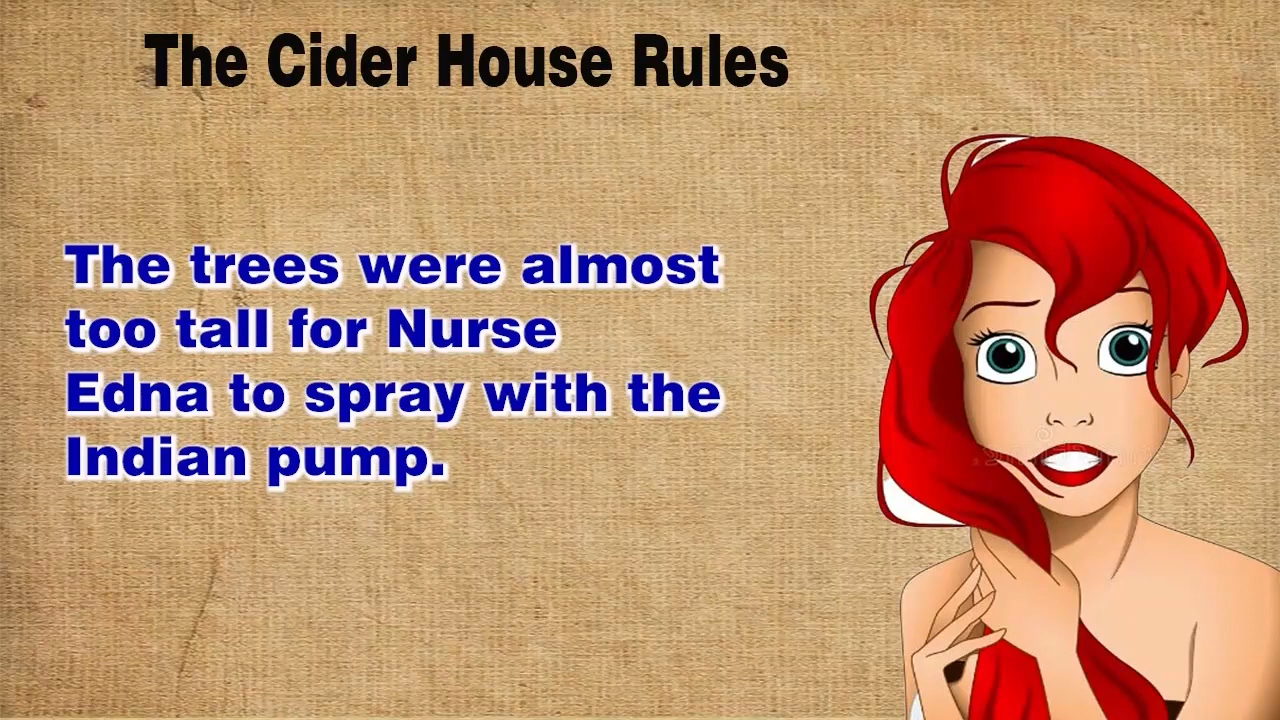 The Cider House Rules
The trees were almost
too tall for Nurse
Edna to spray with the
Indian pump.